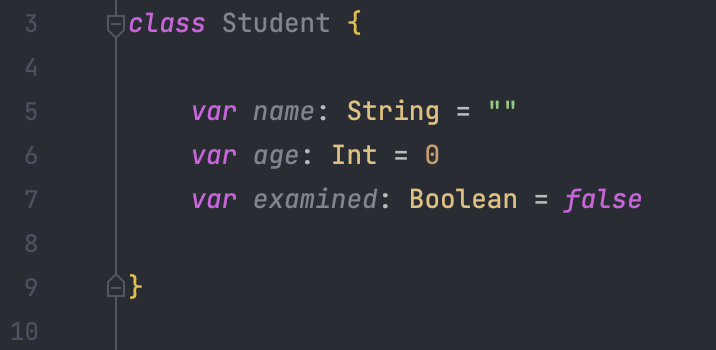 3 class Student {
4
5 var name: String = ""
6 var age: Int = 0
7 var examined: Boolean = false
8
9 }
10